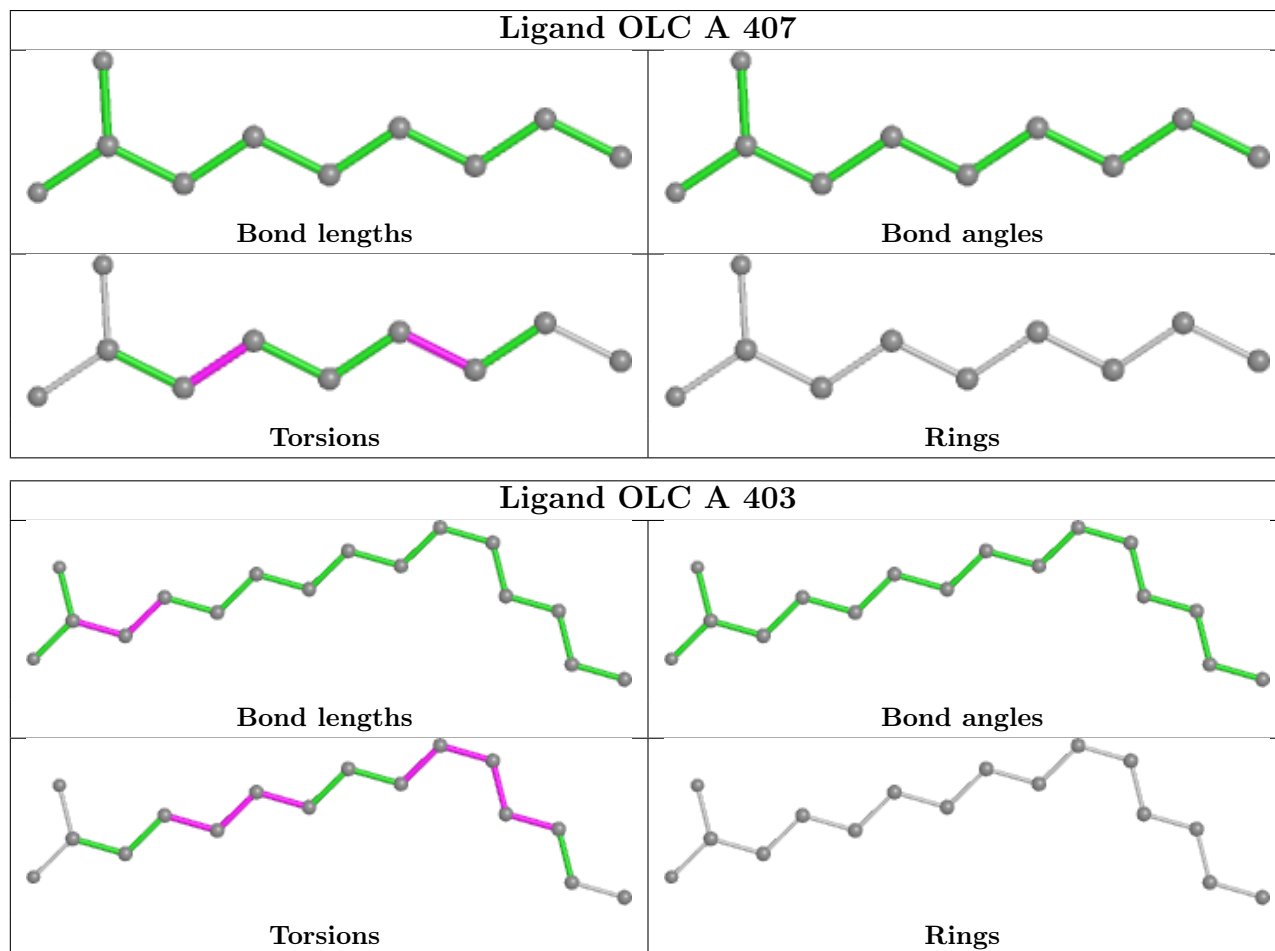 Ligand OLC A 407
Bond lengths
Bond angles
Torsions
Rings
Ligand OLC A 403
Bond lengths
Bond angles
Torsions
Rings